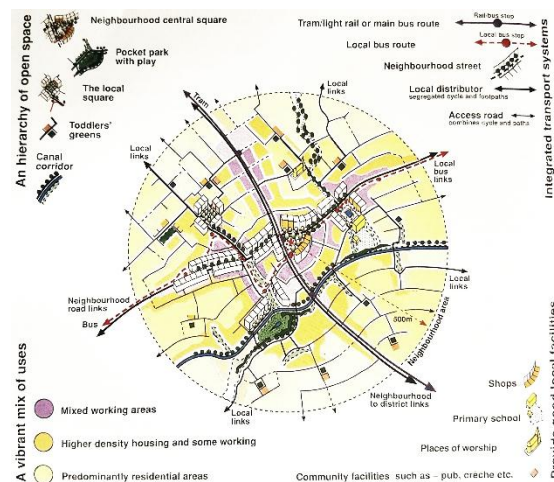 An hierarchy of open space
Neighbourhood central square
Pocket park
with play
The local
square
Toddlers'
greens
Canal
corridor
Tram/light rail or main bus route
Rail-bus stop
Local bus route
Local bus stop
Neighbourhood street
Local distributor
segregated cycle and footpaths
Access road
combines cycle and paths
Integrated transport systems
Tram
Local
links
Local
links
Local
bus
links
Local
links
Neighbourhood
road links
Bus
600m
Neighbourhood area
Neighbourhood
to district links
Local
links
A vibrant mix of uses
Mixed working areas
Higher density housing and some working
Predominantly residential areas
Shops
Primary school
Places of worship
Community facilities such as - pub, creche etc.